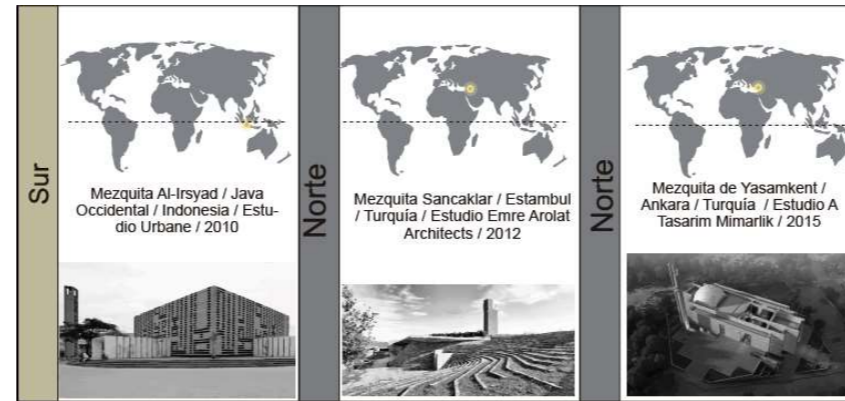 Sur
Mezquita Al-Irsyad / Java
Occidental / Indonesia / Estu-
dio Urbane / 2010
Norte
Mezquita Sancaklar / Estambul
/ Turquía / Estudio Emre Arolat
Architects / 2012
Norte
Mezquita de Yasamkent /
Ankara / Turquía / Estudio A
Tasarim Mimarlik / 2015